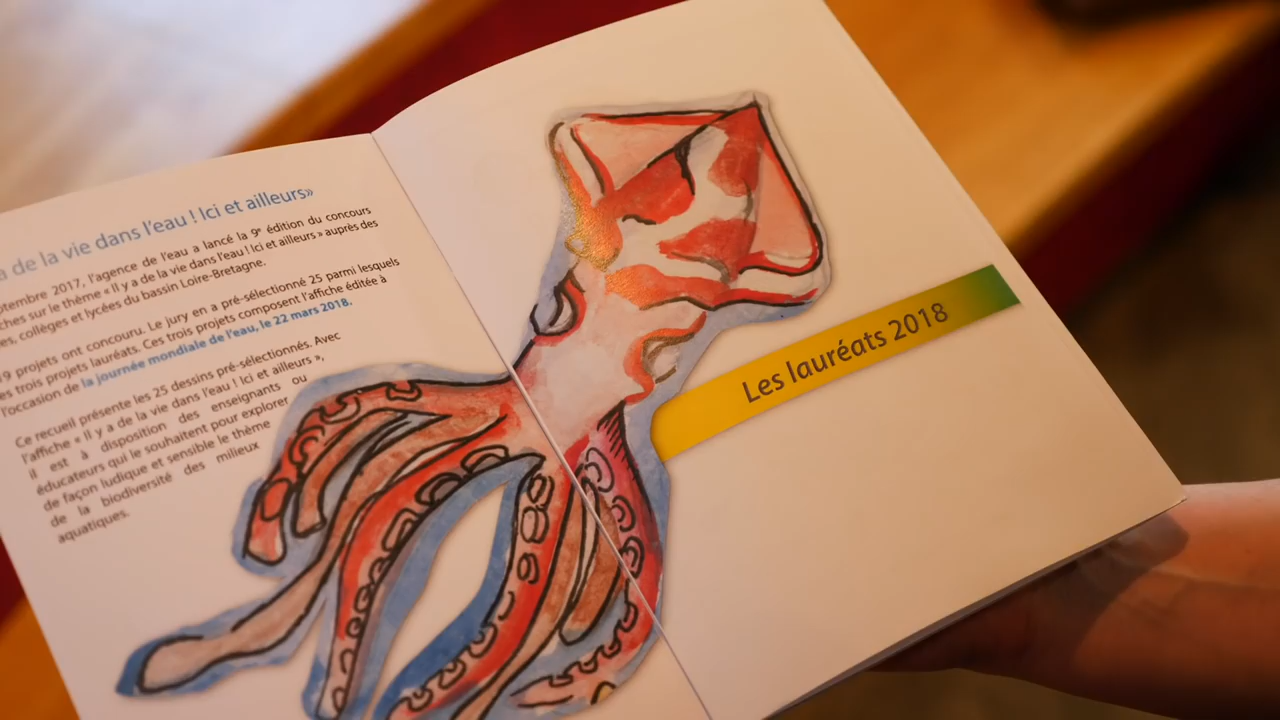 de la vie dans l'eau ! Ici et ailleurs»
2017, l'agence de l'eau a lancé la 9e édition du concours
sur le thème « Il y a de la vie dans l'eau ! Ici et ailleurs » auprès des
collèges et lycées du bassin Loire-Bretagne.
projets ont concouru. Le jury en a pré-sélectionné 25 parmi lesquels
les trois projets lauréats. Ces trois projets composent l'affiche éditée à
l'occasion de la journée mondiale de l'eau, le 22 mars 2018.
Ce recueil présente les 25 dessins pré-sélectionnés. Avec
l'affiche « Il y a de la vie dans l'eau ! Ici et ailleurs »,
il est à disposition des enseignants ou
éducateurs qui le souhaitent pour explorer
de façon ludique et sensible le thème
de la biodiversité des milieux
aquatiques.
Les lauréats 2018